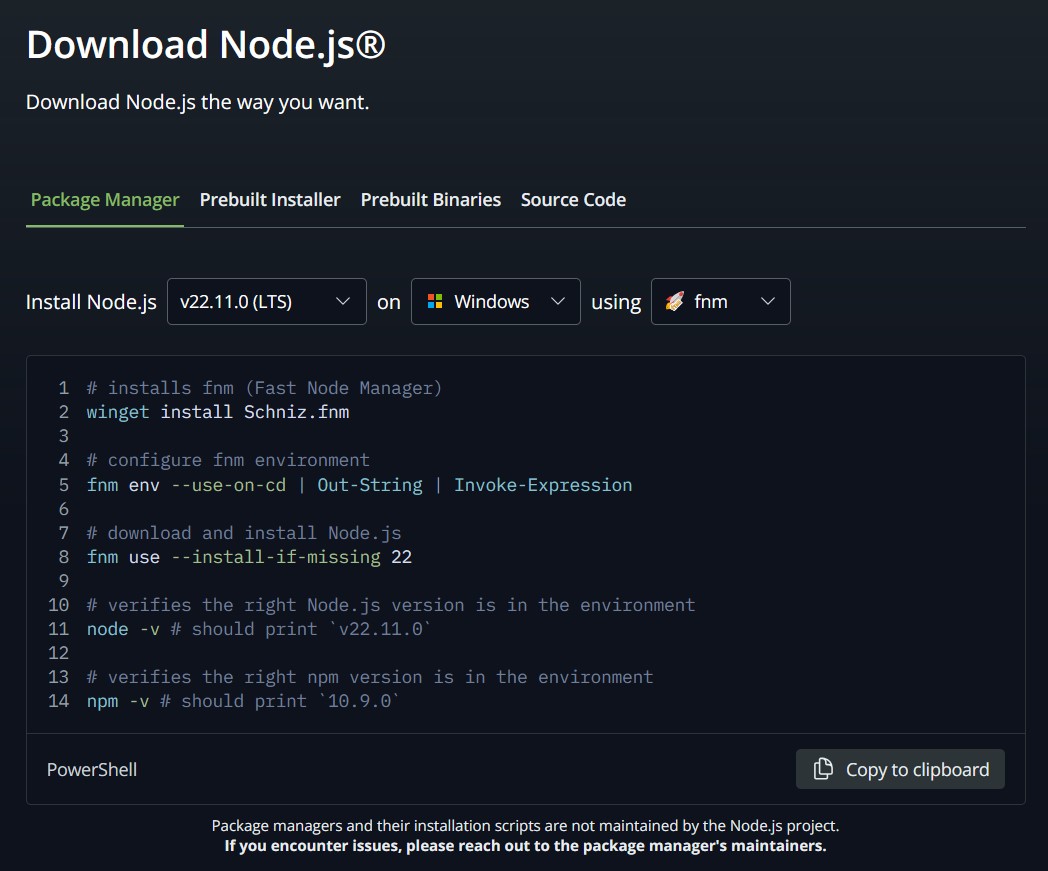 Download Node.js®
Download Node.js the way you want.
Package Manager Prebuilt Installer Prebuilt Binaries Source Code
Install Node.js v22.11.0 (LTS) on Windows using fnm
1 # installs fnm (Fast Node Manager)
2 winget install Schniz.fnm
3
4 # configure fnm environment
5 fnm env --use-on-cd | Out-String | Invoke-Expression
6
7 # download and install Node.js
8 fnm use --install-if-missing 22
9
10 # verifies the right Node.js version is in the environment
11 node -v # should print `v22.11.0`
12
13 # verifies the right npm version is in the environment
14 npm -v # should print `10.9.0`
PowerShell Copy to clipboard
Package managers and their installation scripts are not maintained by the Node.js project.
If you encounter issues, please reach out to the package manager's maintainers.